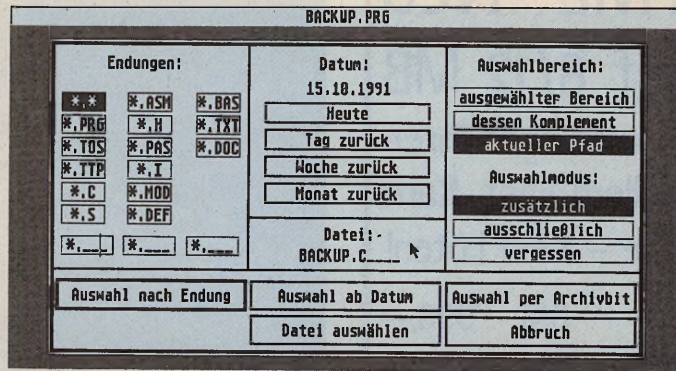 BACKUP.PRG
Endungen:
*.* *.ASM *.BAS
*.PRG *.H *.TXT
*.TOS *.PAS *.DOC
*.TTP *.I
*.C *.MOD
*.S *.DEF
*.___ *.___ *.___
Datum:
15.10.1991
Heute
Tag zurück
Woche zurück
Monat zurück
Datei:-
BACKUP.C____
Auswahlbereich:
ausgewählter Bereich
dessen Komplement
aktueller Pfad
Auswahlmodus:
zusätzlich
ausschließlich
vergessen
Auswahl nach Endung
Auswahl ab Datum
Auswahl per Archivbit
Datei auswählen
Abbruch